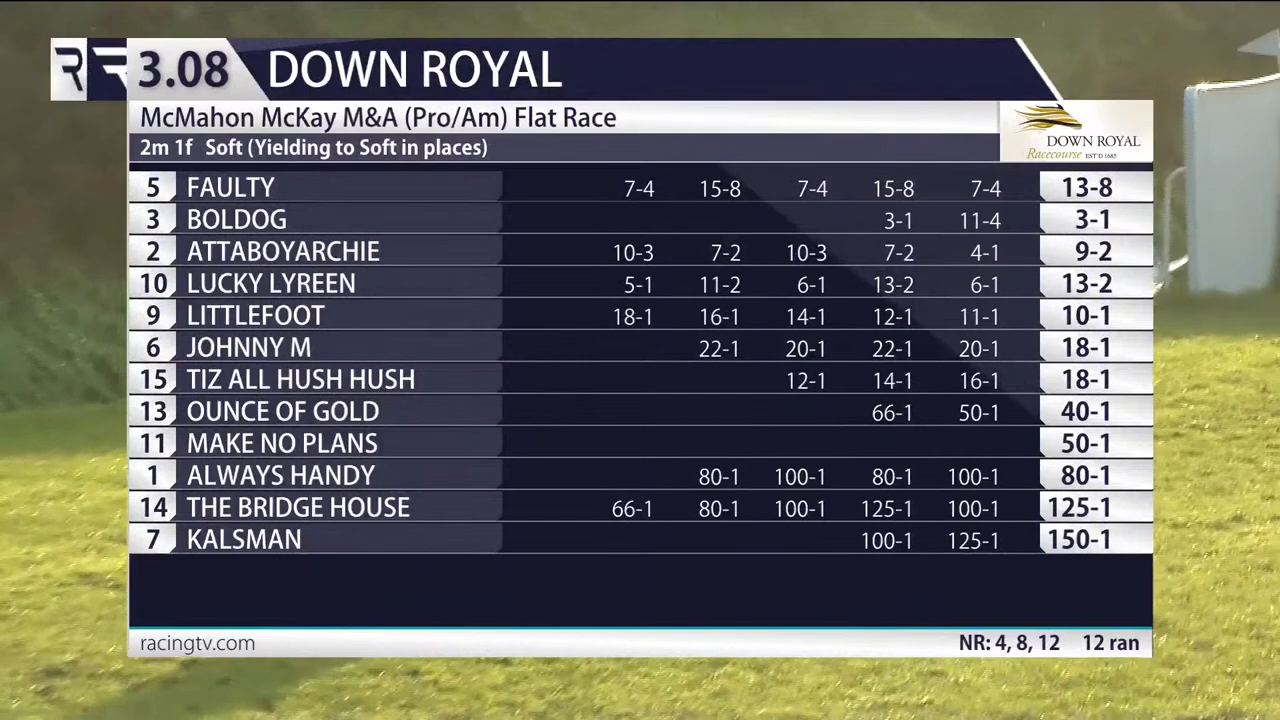 3.08 DOWN ROYAL
McMahon McKay M&A (Pro/Am) Flat Race
2m 1f Soft (Yielding to Soft in places)
DOWN ROYAL
Racecourse EST'D 1685
5 FAULTY 7-4 15-8 7-4 15-8 7-4 13-8
3 BOLDOG 3-1 11-4 3-1
2 ATTABOYARCHIE 10-3 7-2 10-3 7-2 4-1 9-2
10 LUCKY LYREEN 5-1 11-2 6-1 13-2 6-1 13-2
9 LITTLEFOOT 18-1 16-1 14-1 12-1 11-1 10-1
6 JOHNNY M 22-1 20-1 22-1 20-1 18-1
15 TIZ ALL HUSH HUSH 12-1 14-1 16-1 18-1
13 OUNCE OF GOLD 66-1 50-1 40-1
11 MAKE NO PLANS 50-1
1 ALWAYS HANDY 80-1 100-1 80-1 100-1 80-1
14 THE BRIDGE HOUSE 66-1 80-1 100-1 125-1 100-1 125-1
7 KALSMAN 100-1 125-1 150-1
racingtv.com NR: 4, 8, 12 12 ran